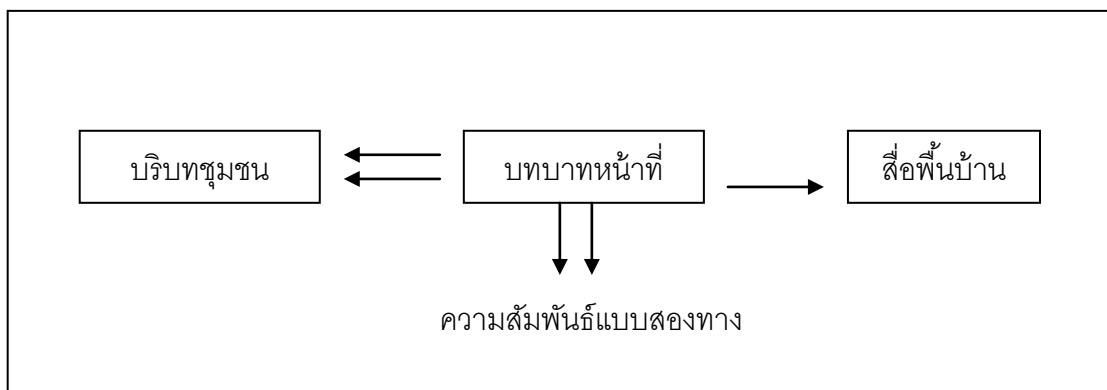 บริบทชุมชน บทบาทหน้าที่ สื่อพื้นบ้าน
ความสัมพันธ์แบบสองทาง